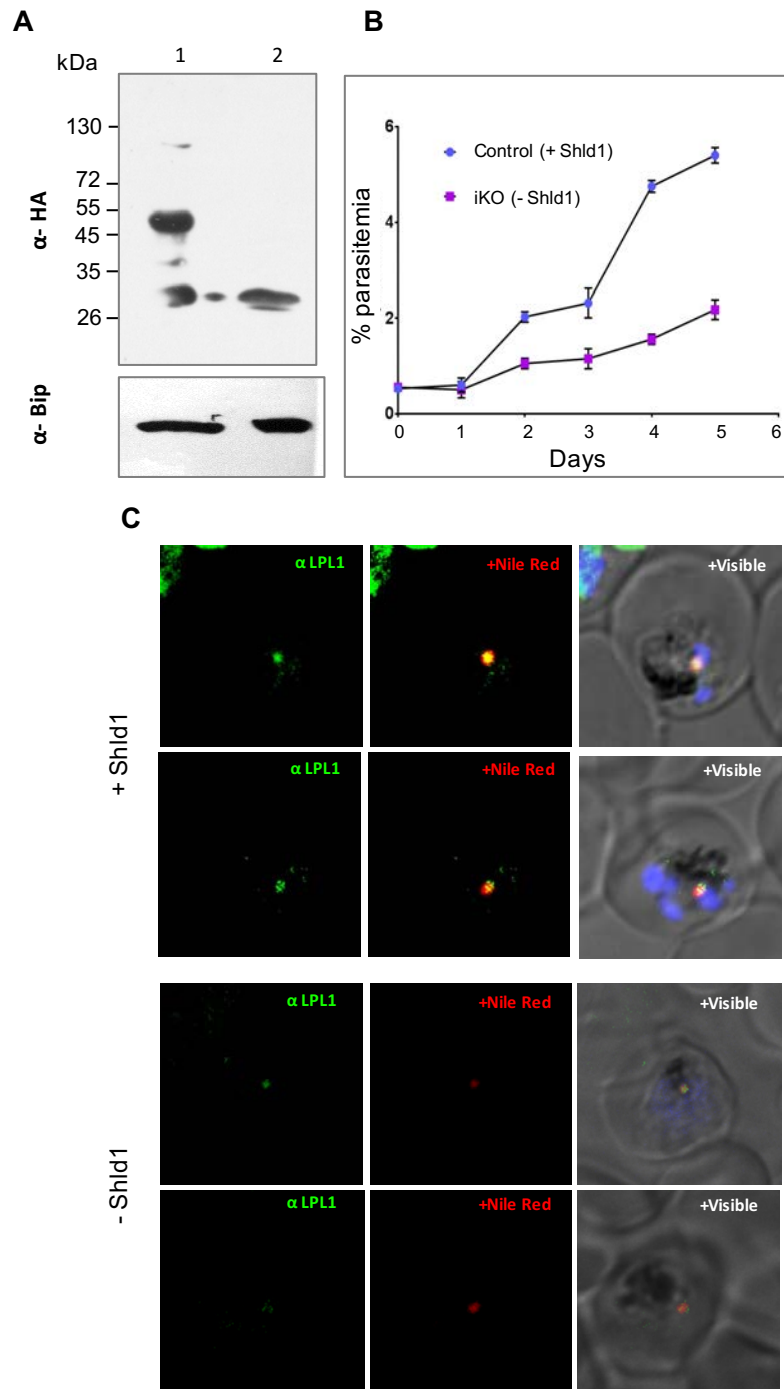 A
kDa
1 2
130
72
55
45
35
26
α- HA
α- Bip
B
6
4
2
0
% parasitemia
Control (+ Shld1)
iKO (- Shld1)
0 1 2 3 4 5 6
Days
C
+ Shld1
α LPL1 +Nile Red +Visible
α LPL1 +Nile Red +Visible
- Shld1
α LPL1 +Nile Red +Visible
α LPL1 +Nile Red +Visible